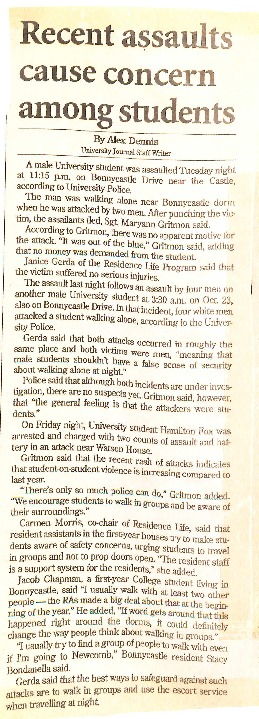 Recent assaults
cause concern
among students
By Alex Dennis
University Journal Staff Writer
A male University student was assaulted Tuesday night
at 11:15 p.m. on Bonnycastle Drive near the Castle,
according to University Police.
The man was walking alone near Bonnycastle dorm
when he was attacked by two men. After punching the vic-
tim, the assailants fled, Sgt. Maryann Gritmon said.
According to Gritmon, there was no apparent motive for
the attack. "It was out of the blue," Gritmon said, adding
that no money was demanded from the student.
Janice Gerda of the Residence Life Program said that
the victim suffered no serious injuries.
The assault last night follows an assault by four men on
another male University student at 3:30 a.m. on Oct. 23,
also on Bonnycastle Drive. In that incident, four white men
attacked a student walking alone, according to the Univer-
sity Police.
Gerda said that both attacks occurred in roughly the
same place and both victims were men, "meaning that
male students shouldn't have a false sense of security
about walking alone at night."
Police said that although both incidents are under inves-
tigation, there are no suspects yet. Gritmon said, however,
that "the general feeling is that the attackers were stu-
dents."
On Friday night, University student Hamilton Fox was
arrested and charged with two counts of assault and bat-
tery in an attack near Watson House.
Gritmon said that the recent rash of attacks indicates
that student-on-student violence is increasing compared to
last year.
"There's only so much police can do," Gritmon added.
"We encourage students to walk in groups and be aware of
their surroundings."
Carmen Morris, co-chair of Residence Life, said that
resident assistants in the first-year houses try to make stu-
dents aware of safety concerns, urging students to travel
in groups and not to prop doors open. "The resident staff
is a support system for the residents," she added.
Jacob Chapman, a first-year College student living in
Bonnycastle, said "I usually walk with at least two other
people — the RAs made a big deal about that at the begin-
ning of the year." He added, "If word gets around that this
happened right around the dorms, it could definitely
change the way people think about walking in groups."
"I usually try to find a group of people to walk with even
if I'm going to Newcomb," Bonnycastle resident Stacy
Bondanella said.
Gerda said that the best ways to safeguard against such
attacks are to walk in groups and use the escort service
when travelling at night.